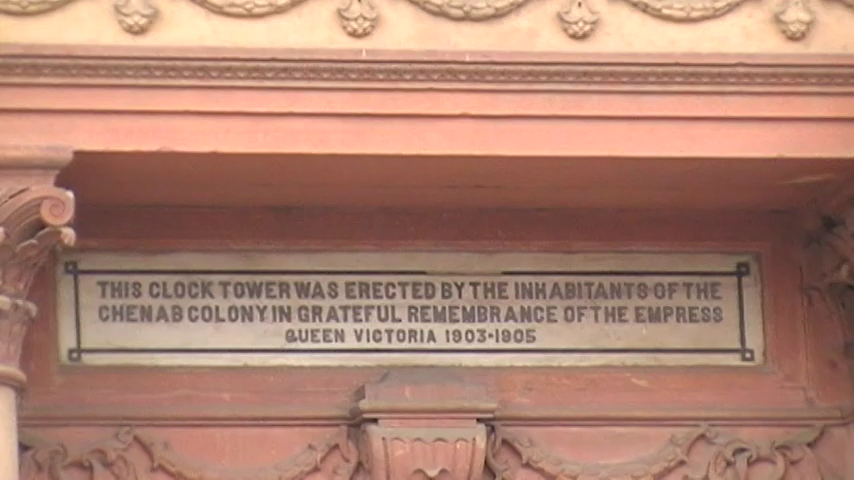 THIS CLOCK TOWER WAS ERECTED BY THE INHABITANTS OF THE
CHENAB COLONY, IN GRATEFUL REMEMBRANCE OF THE EMPRESS
QUEEN VICTORIA 1903-1905